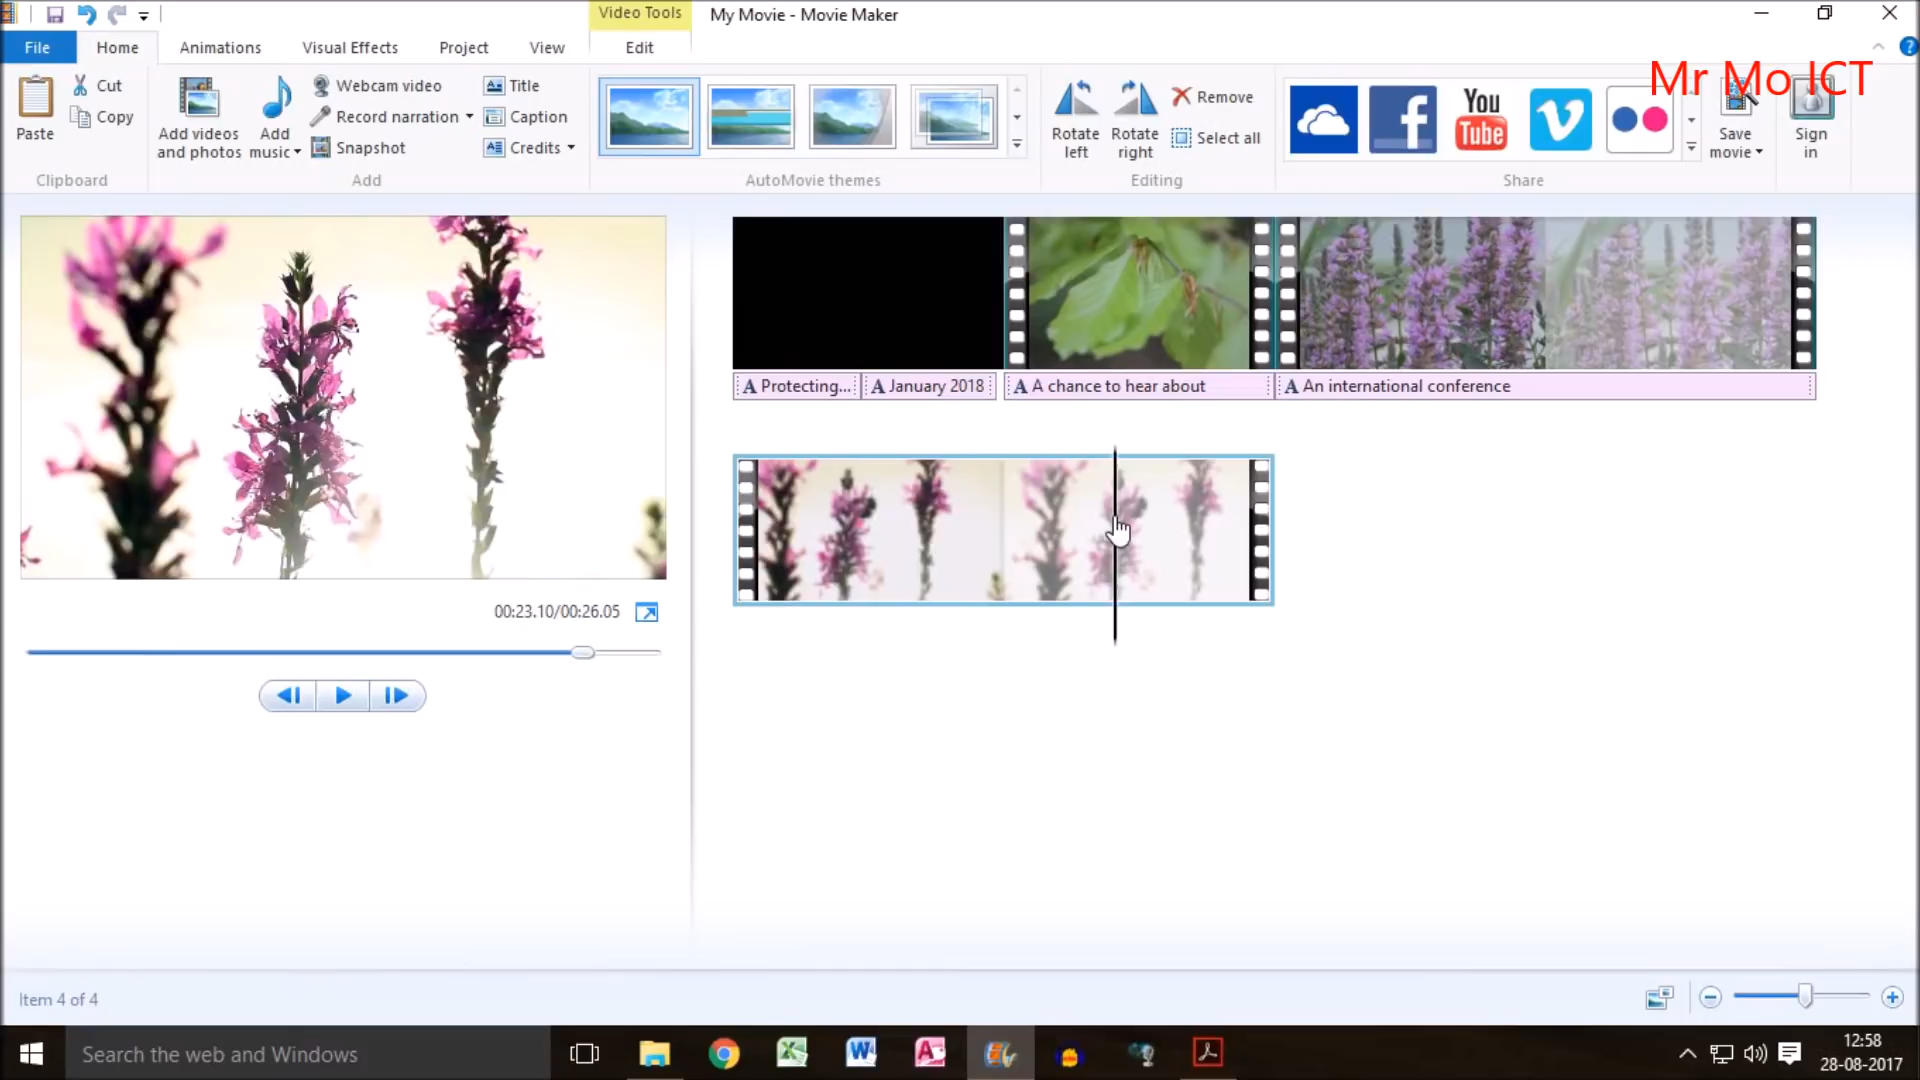 Video Tools
My Movie - Movie Maker
File
Home
Animations
Visual Effects
Project
View
Edit
Mr Mo ICT
Paste
Cut
Copy
Clipboard
Add videos
and photos
Add
music
Webcam video
Record narration
Snapshot
Title
Caption
Credits
Add
AutoMovie themes
Rotate
left
Rotate
right
Remove
Select all
Editing
You
Tube
Share
Save
movie
Sign
in
Protecting...
January 2018
A chance to hear about
An international conference
00:23.10/00:26.05
Item 4 of 4
Search the web and Windows
12:58
28-08-2017